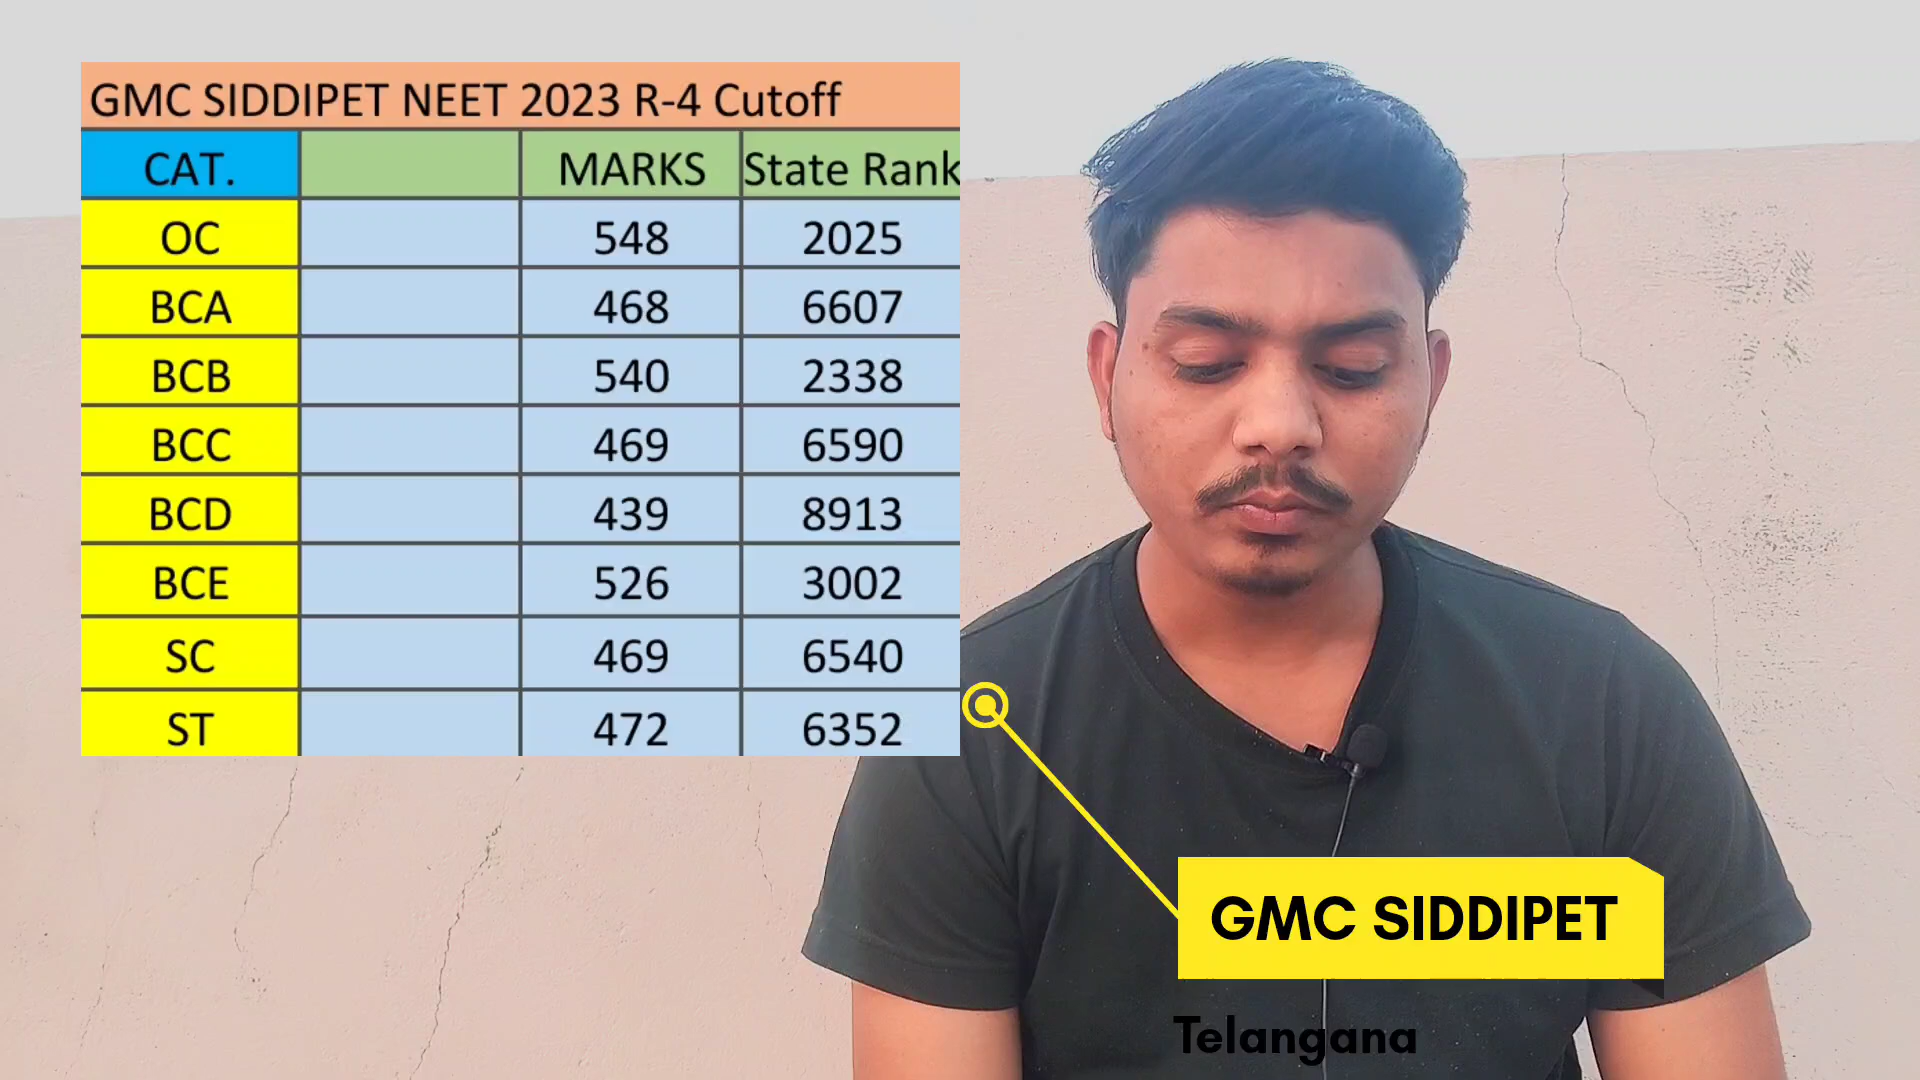 GMC SIDDIPET NEET 2023 R-4 Cutoff
CAT. MARKS State Rank
OC 548 2025
BCA 468 6607
BCB 540 2338
BCC 469 6590
BCD 439 8913
BCE 526 3002
SC 469 6540
ST 472 6352
GMC SIDDIPET
Telangana